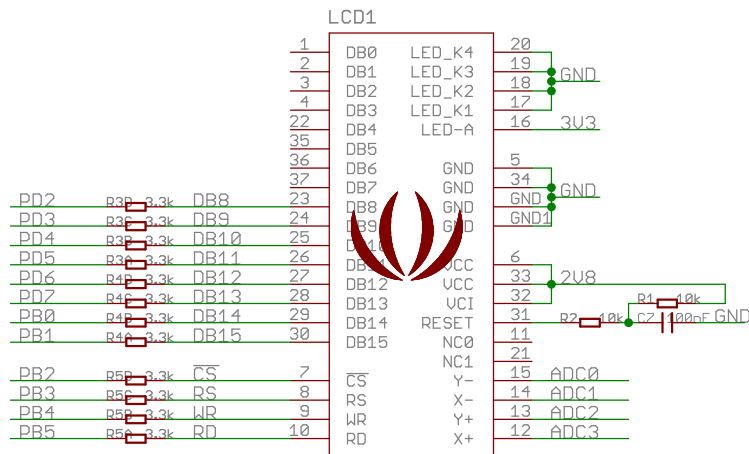 LCD1
1 DB0 LED_K4 20
2 DB1 LED_K3 19 GND
3 DB2 LED_K2 18
4 DB3 LED_K1 17
22 DB4 LED-A 16 3V3
35 DB5
36 DB6 GND 5
37 DB7 GND 34 GND
PD2 3.3k DB8 23 DB8 GND GND
PD3 3.3k DB9 24 DB9 GND GND1
PD4 3.3k DB10 25
PD5 R3A 3.3k DB11 26 VCC 6
PD6 3.3k DB12 27 DB12 VCC 33 2V8
PD7 3.3k DB13 28 DB13 VCI 32 R1 10k
PB0 3.3k DB14 29 DB14 RESET 31 R2 10k C7 100nF GND
PB1 R4A 3.3k DB15 30 DB15 NC0 11
NC1 21
PB2 3.3k CS 7 CS Y- 15 ADC0
PB3 3.3k RS 8 RS X- 14 ADC1
PB4 3.3k WR 9 WR Y+ 13 ADC2
PB5 R5A 3.3k RD 10 RD X+ 12 ADC3